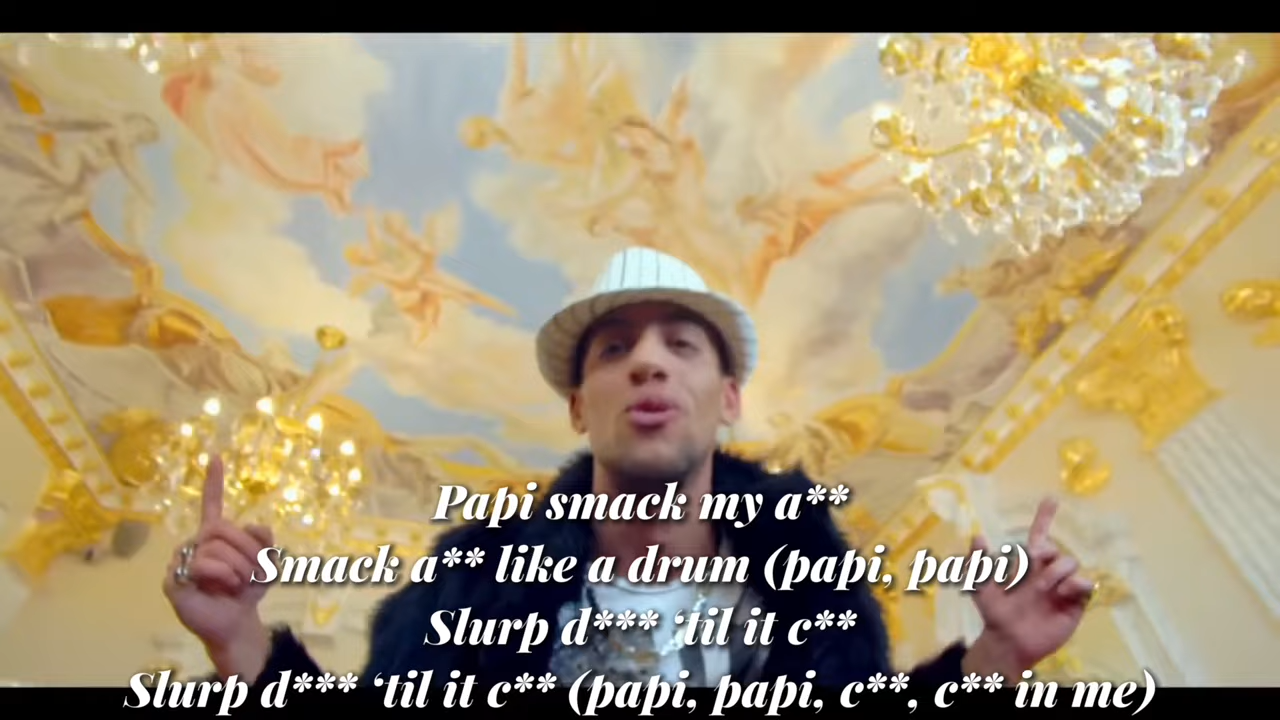 Papi smack my a**
Smack a** like a drum (papi, papi)
Slurp d*** ‘til it c**
Slurp d*** ‘til it c** (papi, papi, c**, c** in me)